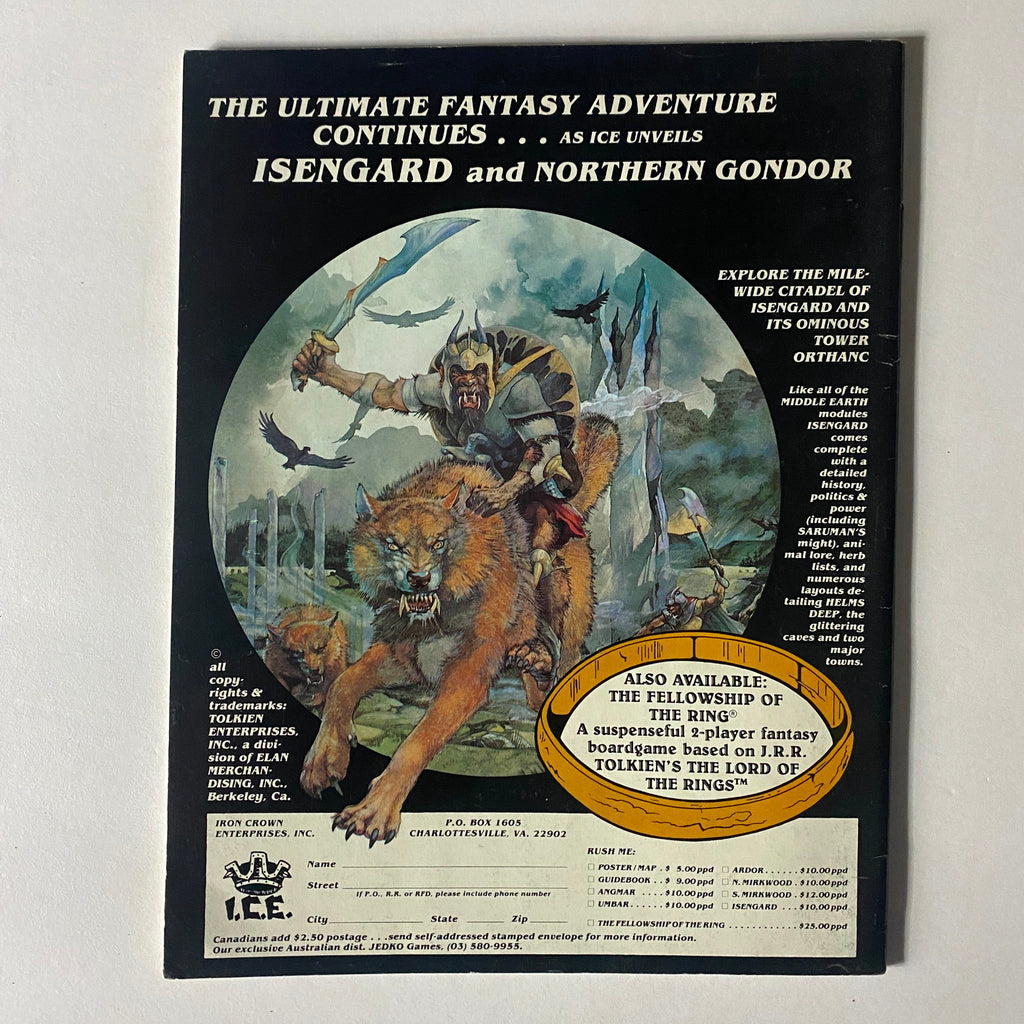 THE ULTIMATE FANTASY ADVENTURE
CONTINUES . . . AS ICE UNVEILS
ISENGARD and NORTHERN GONDOR
EXPLORE THE MILE-
WIDE CITADEL OF
ISENGARD AND
ITS OMINOUS
TOWER
ORTHANC
Like all of the
MIDDLE EARTH
modules
ISENGARD
comes
complete
with a
detailed
history,
politics &
power
(including
SARUMAN'S
might), ani-
mal lore, herb
lists, and
numerous
layouts de-
tailing HELMS
DEEP, the
glittering
caves and two
major
towns.
©
all
copy-
rights &
trademarks:
TOLKIEN
ENTERPRISES,
INC., a divi-
sion of ELAN
MERCHAN-
DISING, INC.,
Berkeley, Ca.
ALSO AVAILABLE:
THE FELLOWSHIP OF
THE RING®
A suspenseful 2-player fantasy
boardgame based on J.R.R.
TOLKIEN'S THE LORD OF
THE RINGS™
IRON CROWN
ENTERPRISES, INC.
P.O. BOX 1605
CHARLOTTESVILLE, VA. 22902
I.C.E.
Name
Street
If P.O., R.R. or RFD, please include phone number
City State Zip
RUSH ME:
POSTER/MAP . $ 5.00ppd
GUIDEBOOK . . $ 9.00ppd
ANGMAR . . . . $10.00ppd
UMBAR . . . . . $10.00ppd
ARDOR . . . . . . $10.00ppd
N. MIRKWOOD . $10.00ppd
S. MIRKWOOD . $12.00ppd
ISENGARD . . . $10.00ppd
THE FELLOWSHIP OF THE RING . . . . . . . . . . . . $25.00ppd
Canadians add $2.50 postage . . .send self-addressed stamped envelope for more information.
Our exclusive Australian dist. JEDKO Games, (03) 580-9955.